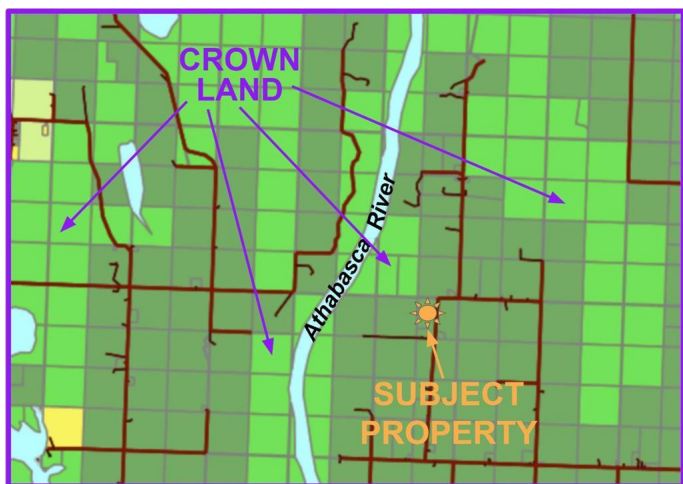 CROWN
LAND
Athabasca River
SUBJECT
PROPERTY